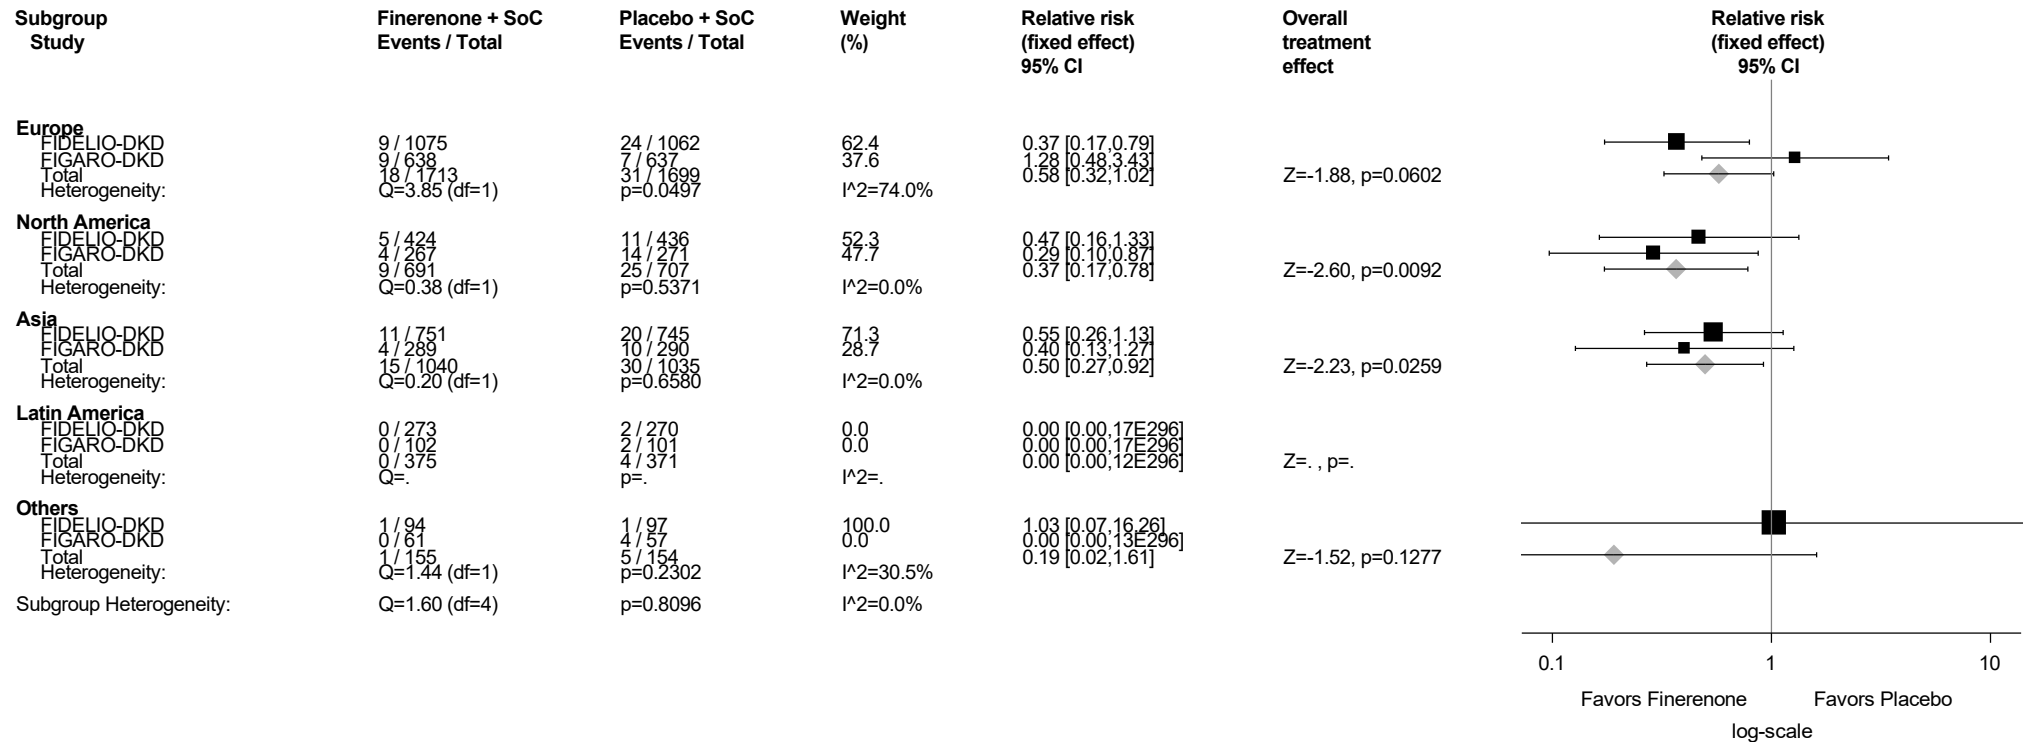 Subgroup Finerenone + SoC Placebo + SoC Weight Relative risk Overall Relative risk
Study Events / Total Events / Total (%) (fixed effect) treatment (fixed effect)
95% CI effect 95% CI
Europe
FIDELIO-DKD 9 / 1075 24 / 1062 62.4 0.37 [0.17,0.79]
FIGARO-DKD 9 / 638 7 / 637 37.6 1.28 [0.48,3.43]
Total 18 / 1713 31 / 1699 0.58 [0.32,1.02] Z=-1.88, p=0.0602
Heterogeneity: Q=3.85 (df=1) p=0.0497 I^2=74.0%
North America
FIDELIO-DKD 5 / 424 11 / 436 52.3 0.47 [0.16,1.33]
FIGARO-DKD 4 / 267 14 / 271 47.7 0.29 [0.10,0.87]
Total 9 / 691 25 / 707 0.37 [0.17,0.78] Z=-2.60, p=0.0092
Heterogeneity: Q=0.38 (df=1) p=0.5371 I^2=0.0%
Asia
FIDELIO-DKD 11 / 751 20 / 745 71.3 0.55 [0.26,1.13]
FIGARO-DKD 4 / 289 10 / 290 28.7 0.40 [0.13,1.27]
Total 15 / 1040 30 / 1035 0.50 [0.27,0.92] Z=-2.23, p=0.0259
Heterogeneity: Q=0.20 (df=1) p=0.6580 I^2=0.0%
Latin America
FIDELIO-DKD 0 / 273 2 / 270 0.0 0.00 [0.00,17E296]
FIGARO-DKD 0 / 102 2 / 101 0.0 0.00 [0.00,17E296]
Total 0 / 375 4 / 371 0.00 [0.00,12E296] Z=. , p=.
Heterogeneity: Q=. p=. I^2=.
Others
FIDELIO-DKD 1 / 94 1 / 97 100.0 1.03 [0.07,16.26]
FIGARO-DKD 0 / 61 4 / 57 0.0 0.00 [0.00,13E296]
Total 1 / 155 5 / 154 0.19 [0.02,1.61] Z=-1.52, p=0.1277
Heterogeneity: Q=1.44 (df=1) p=0.2302 I^2=30.5%
Subgroup Heterogeneity: Q=1.60 (df=4) p=0.8096 I^2=0.0%
0.1 1 10
Favors Finerenone Favors Placebo
log-scale